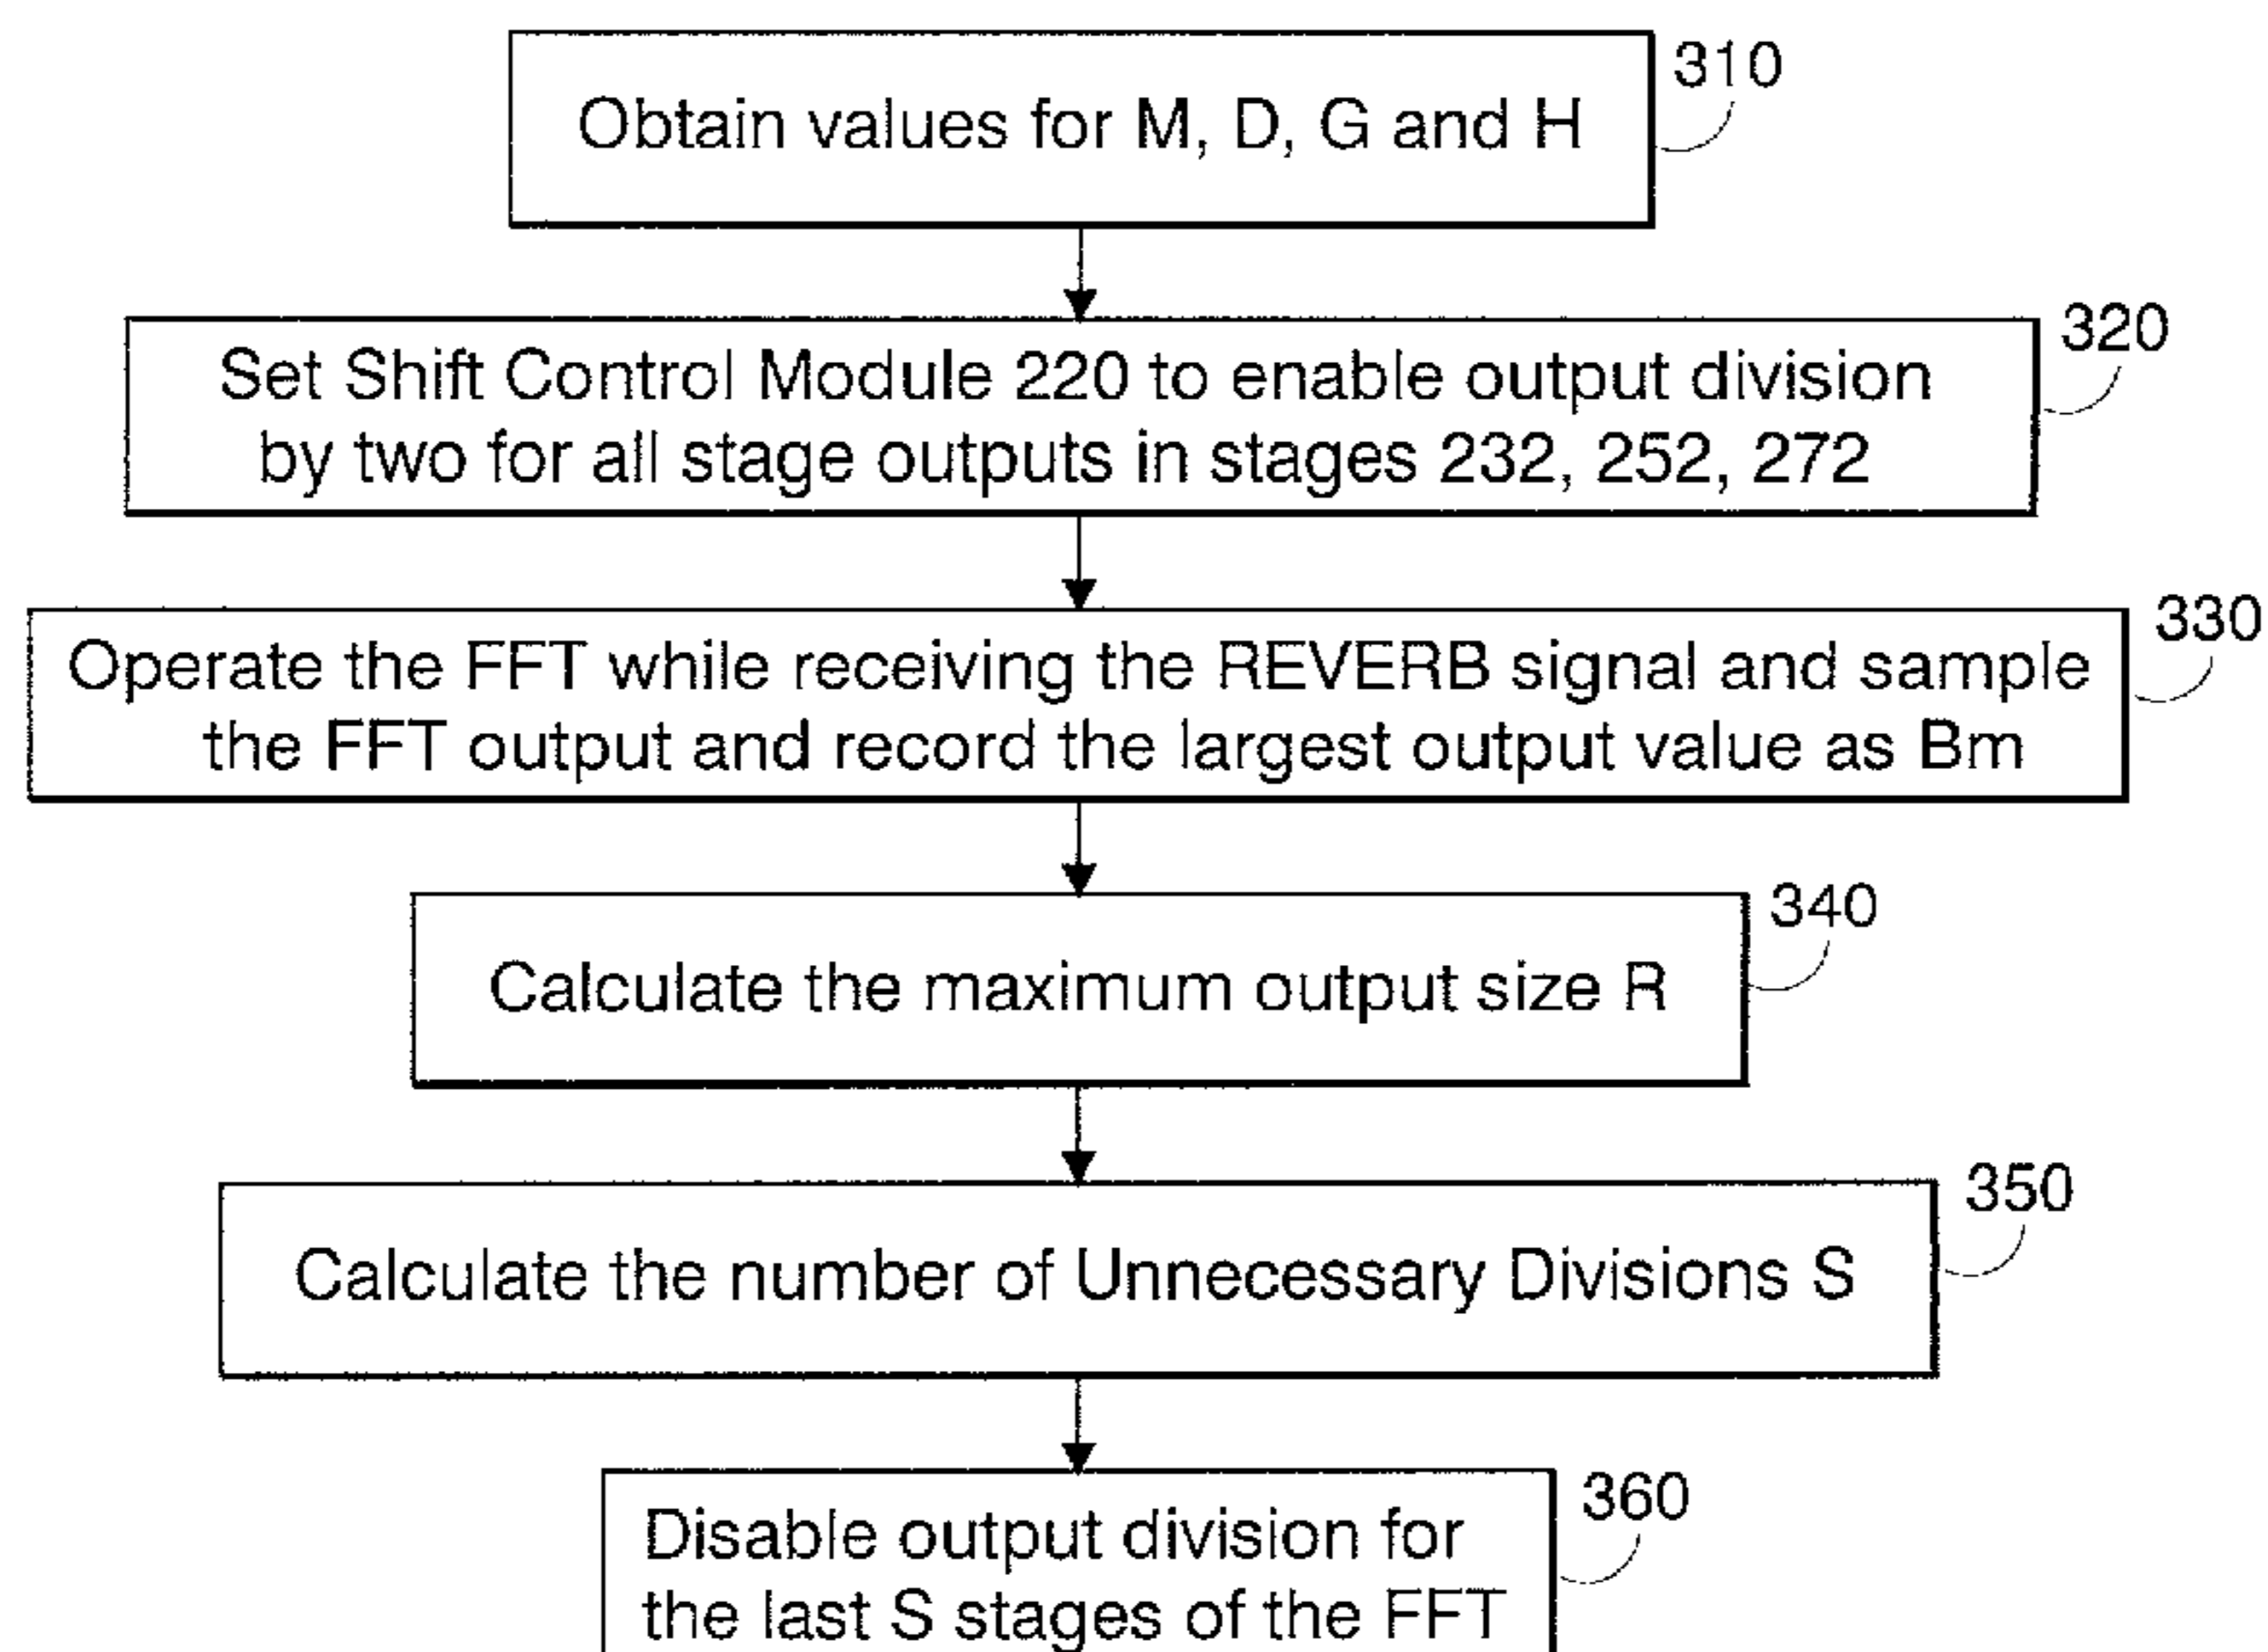 310
Obtain values for M, D, G and H
320
Set Shift Control Module 220 to enable output division
by two for all stage outputs in stages 232, 252, 272
330
Operate the FFT while receiving the REVERB signal and sample
the FFT output and record the largest output value as Bm
340
Calculate the maximum output size R
350
Calculate the number of Unnecessary Divisions S
360
Disable output division for
the last S stages of the FFT